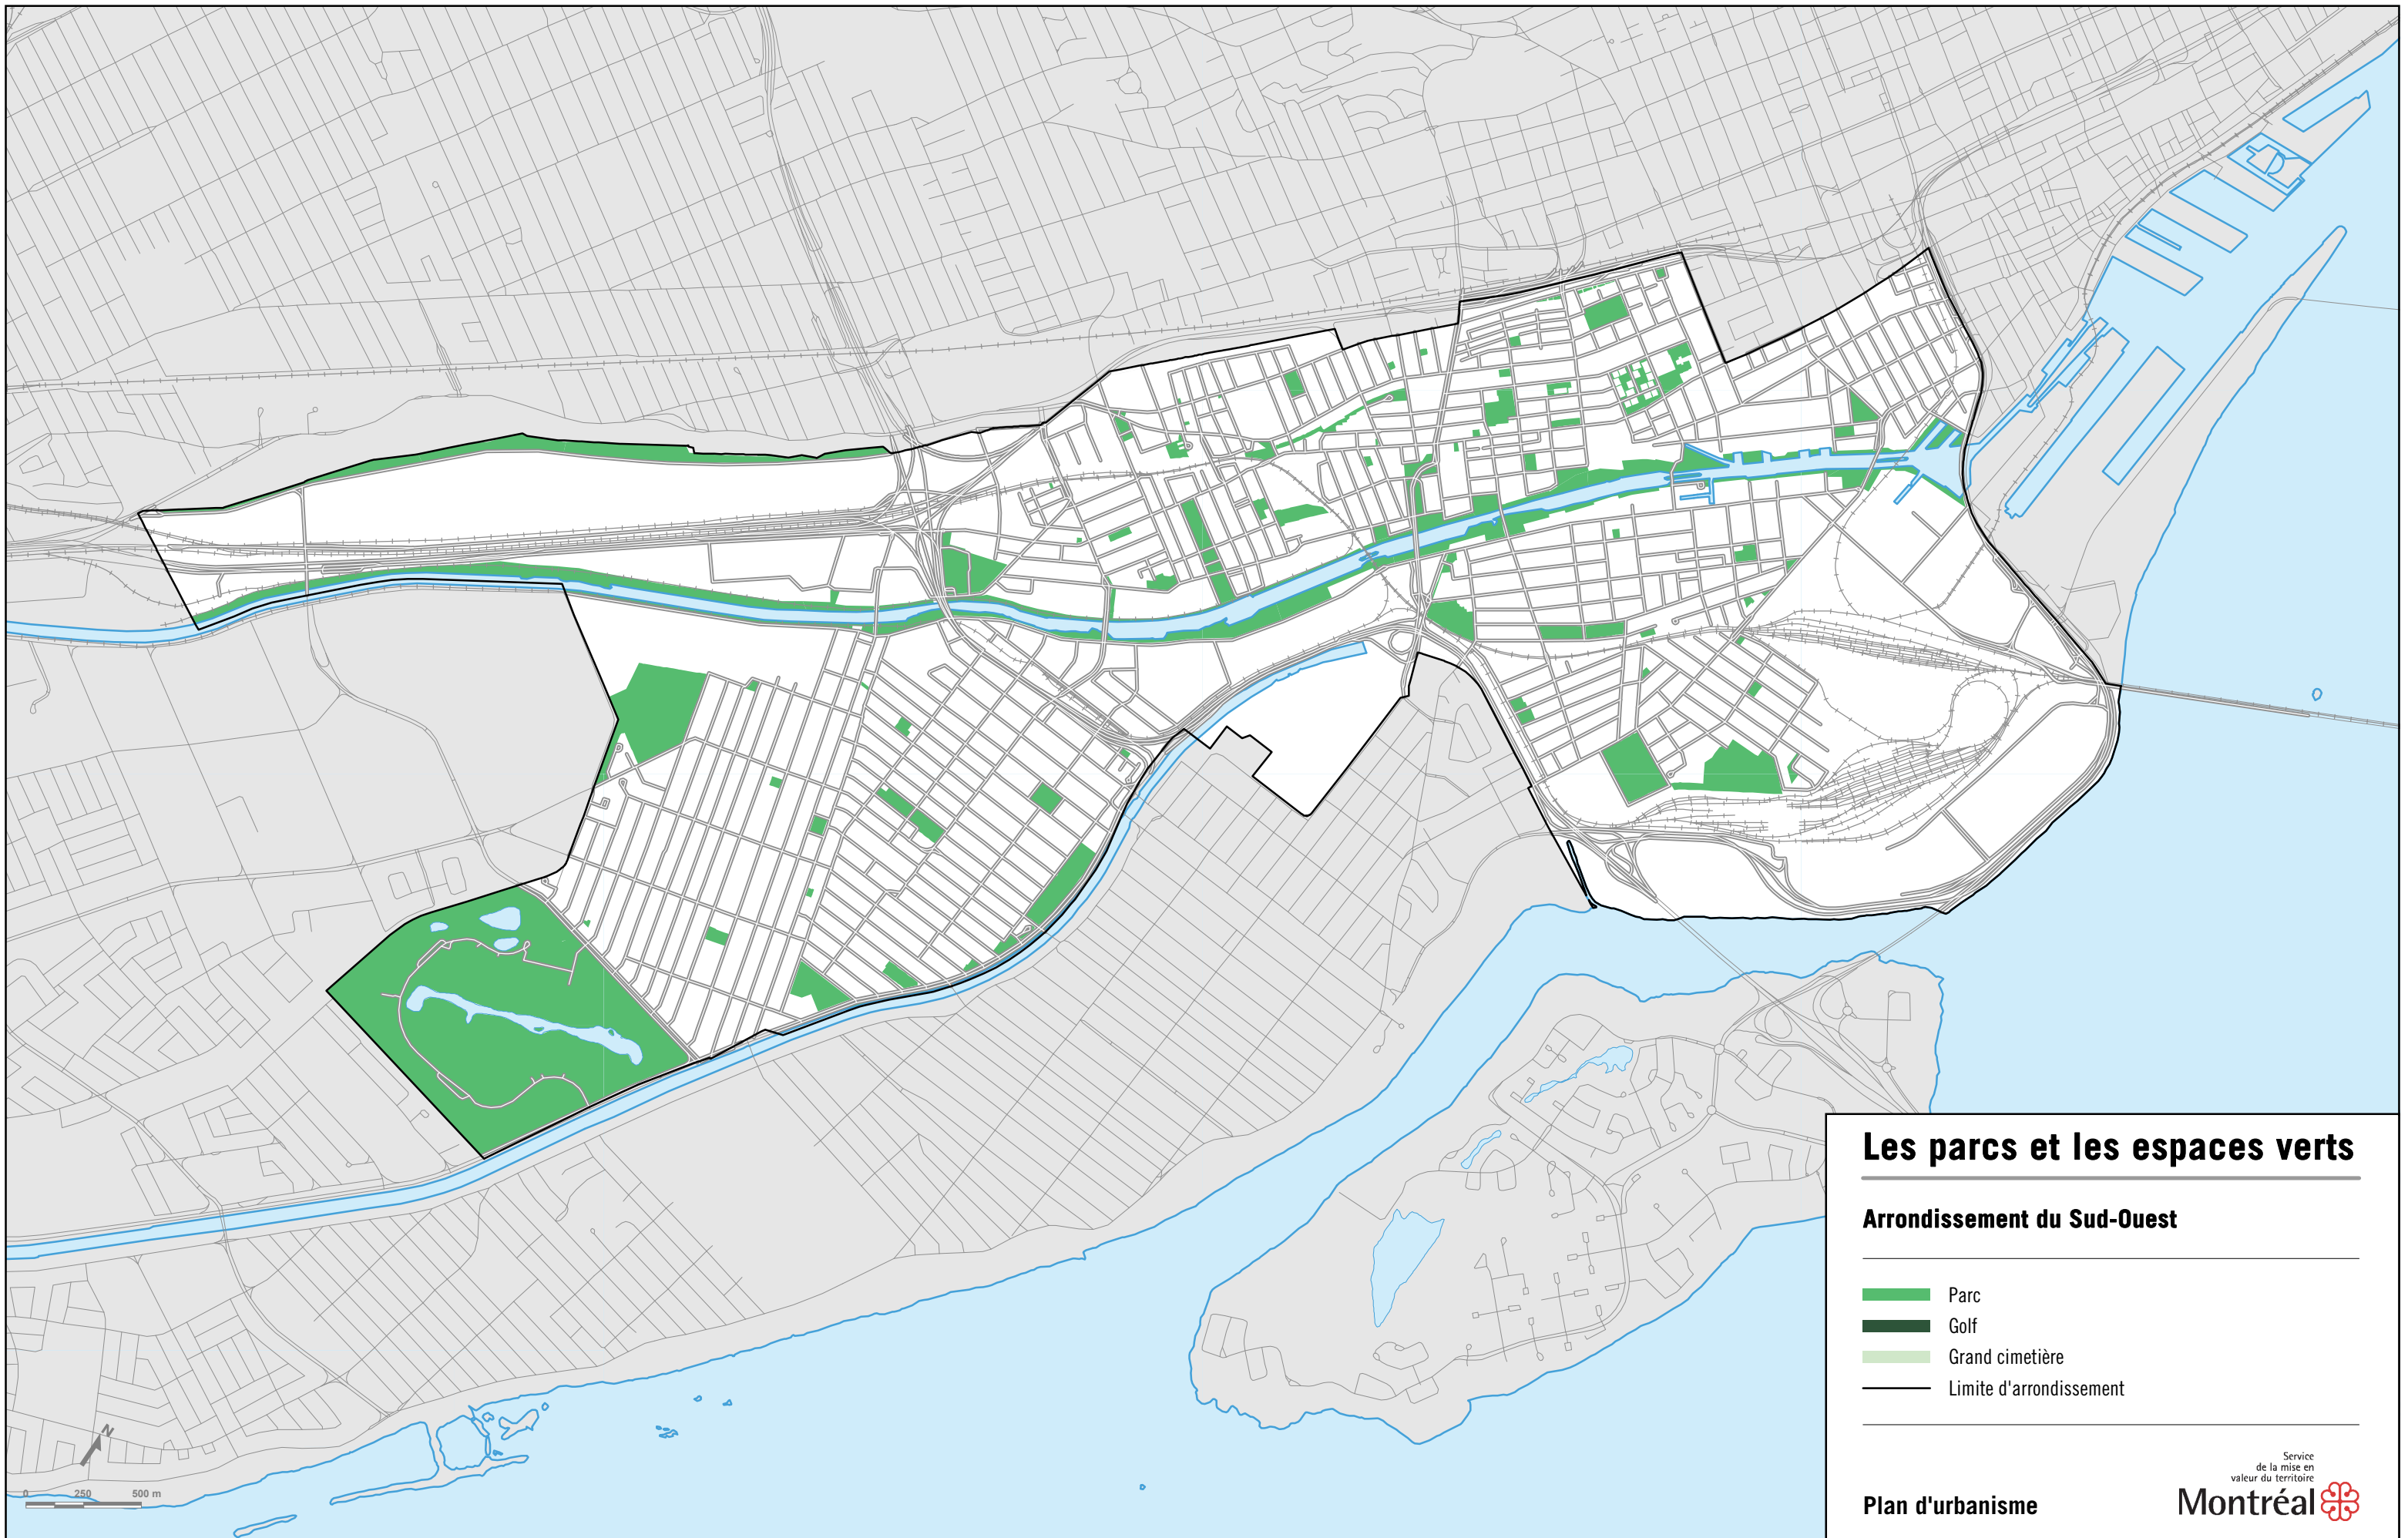 Les parcs et les espaces verts
Arrondissement du Sud-Ouest
Parc
Golf
Grand cimetière
Limite d'arrondissement
Service
de la mise en
valeur du territoire
Plan d'urbanisme
Montréal
N
0 250 500 m